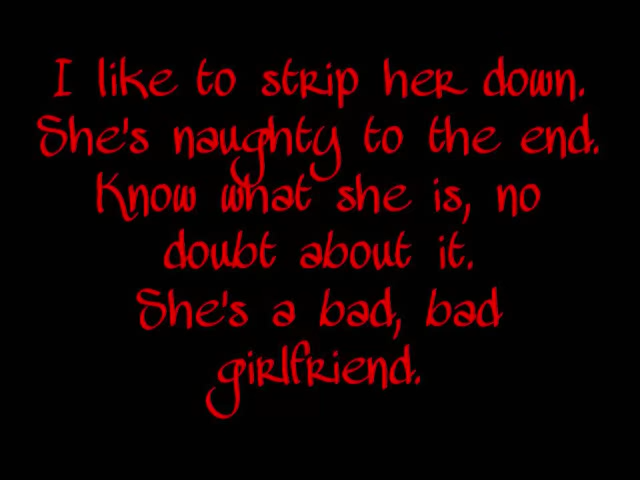 I like to strip her down.
She's naughty to the end.
Know what she is, no
doubt about it.
She's a bad, bad
girlfriend.